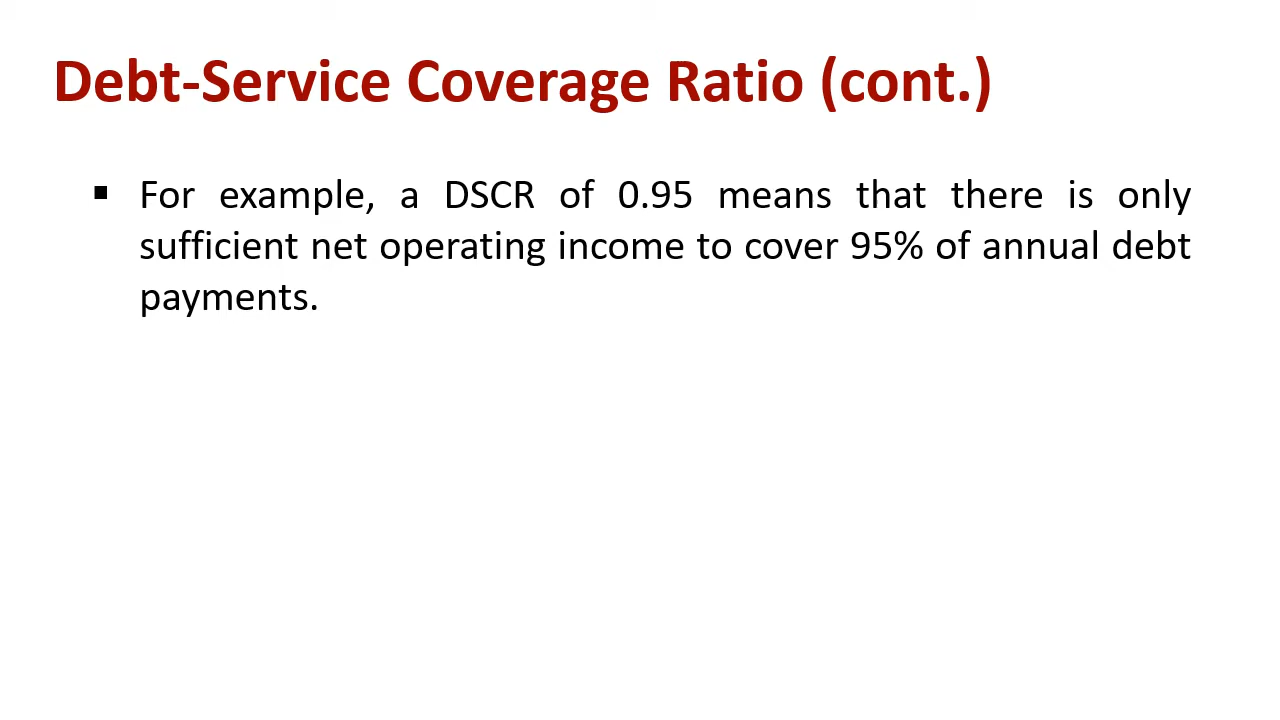 Debt-Service Coverage Ratio (cont.)
▪ For example, a DSCR of 0.95 means that there is only
sufficient net operating income to cover 95% of annual debt
payments.